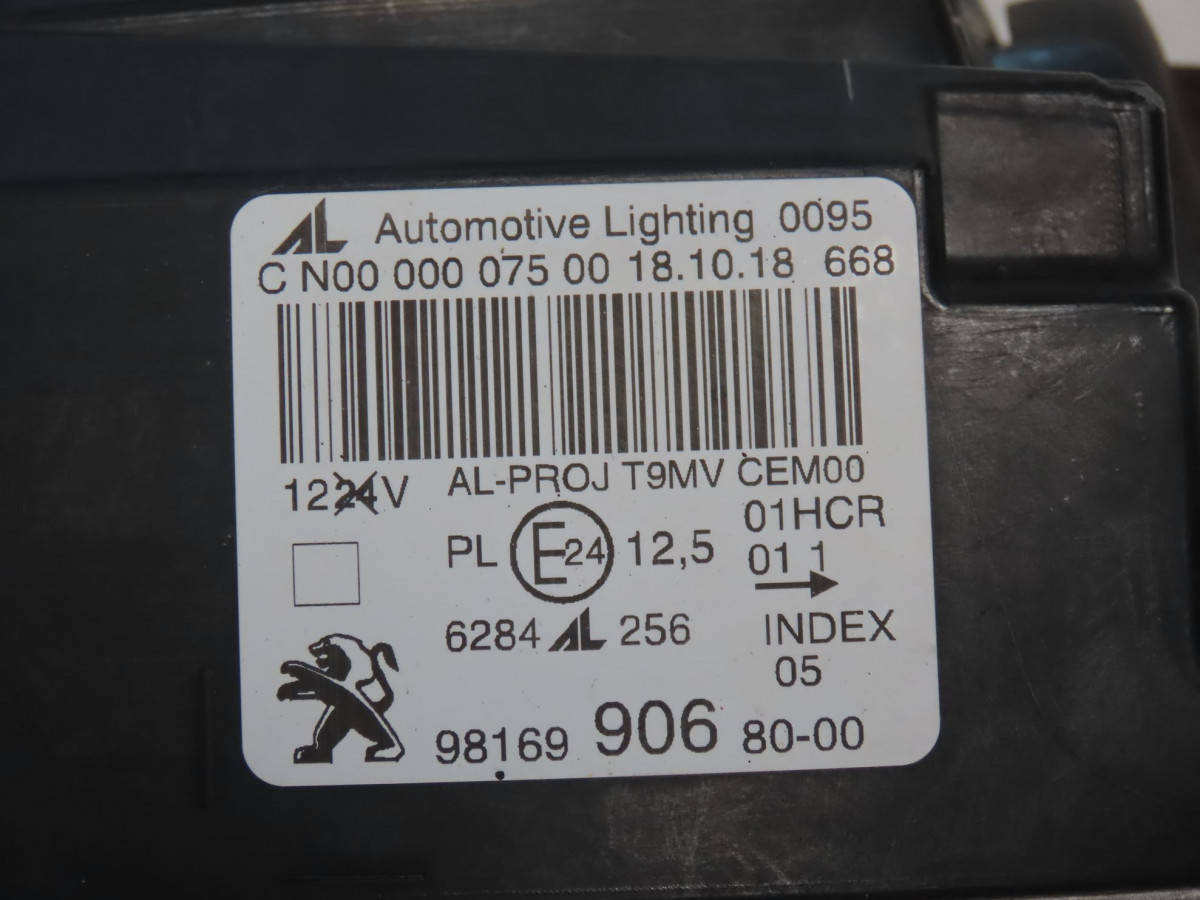 AL Automotive Lighting 0095
C N00 000 075 00 18.10.18 668
1224V AL-PROJ T9MV CEM00
01HCR
PL E24 12,5 01 1
6284 AL 256 INDEX
05
98169 906 80-00